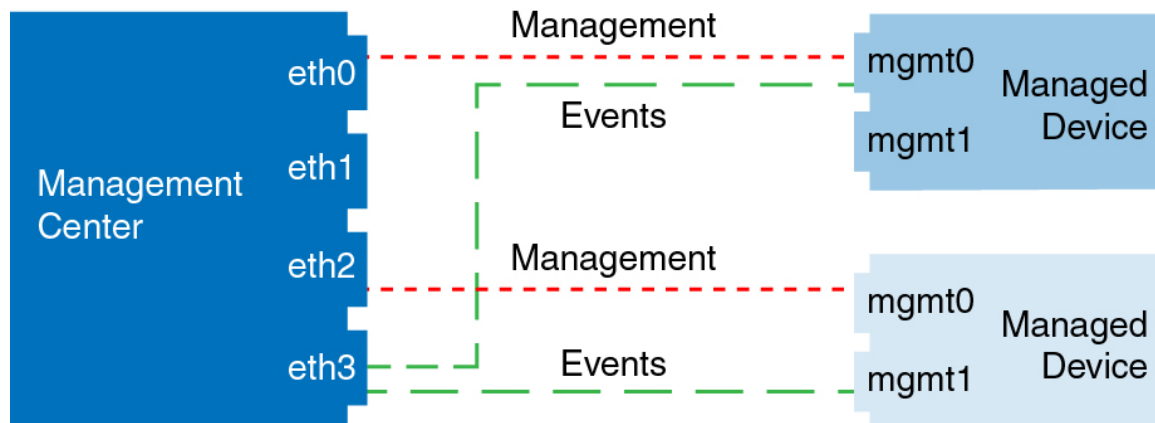 Management
Center
eth0
eth1
eth2
eth3
Management
Events
Management
Events
mgmt0
mgmt1
Managed
Device
mgmt0
mgmt1
Managed
Device